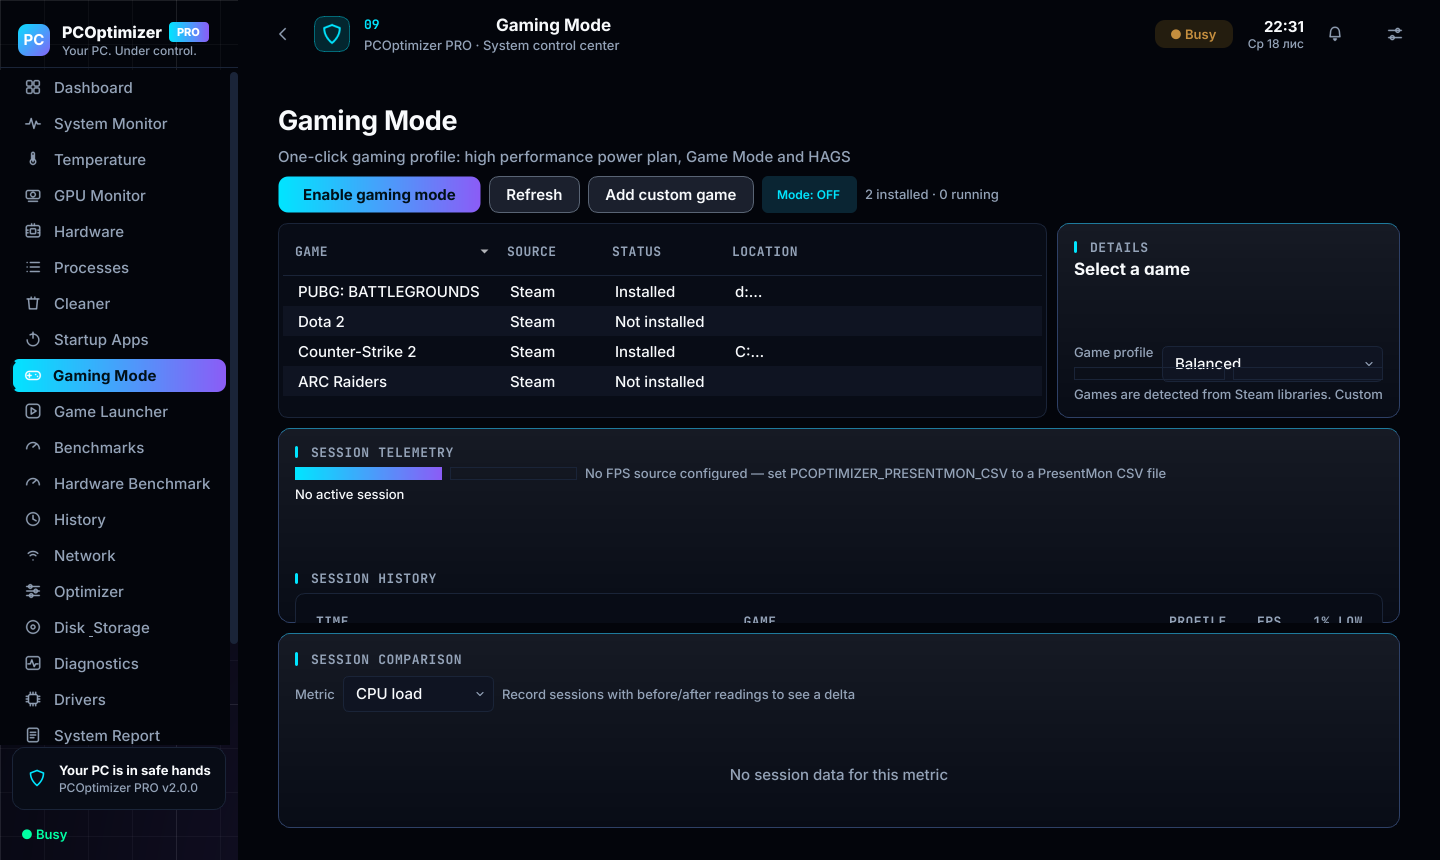 PC
PCOptimizer PRO
Your PC. Under control.
Dashboard
System Monitor
Temperature
GPU Monitor
Hardware
Processes
Cleaner
Startup Apps
Gaming Mode
Game Launcher
Benchmarks
Hardware Benchmark
History
Network
Optimizer
Disk _Storage
Diagnostics
Drivers
System Report
Your PC is in safe hands
PCOptimizer PRO v2.0.0
Busy
09
Gaming Mode
PCOptimizer PRO · System control center
Busy
22:31
Ср 18 лис
Gaming Mode
One-click gaming profile: high performance power plan, Game Mode and HAGS
Enable gaming mode
Refresh
Add custom game
Mode: OFF
2 installed · 0 running
GAME SOURCE STATUS LOCATION
PUBG: BATTLEGROUNDS Steam Installed d:...
Dota 2 Steam Not installed
Counter-Strike 2 Steam Installed C:...
ARC Raiders Steam Not installed
DETAILS
Select a game
Game profile Balanced
Games are detected from Steam libraries. Custom
SESSION TELEMETRY
No FPS source configured — set PCOPTIMIZER_PRESENTMON_CSV to a PresentMon CSV file
No active session
SESSION HISTORY
TIME GAME PROFILE FPS 1% LOW
SESSION COMPARISON
Metric CPU load Record sessions with before/after readings to see a delta
No session data for this metric